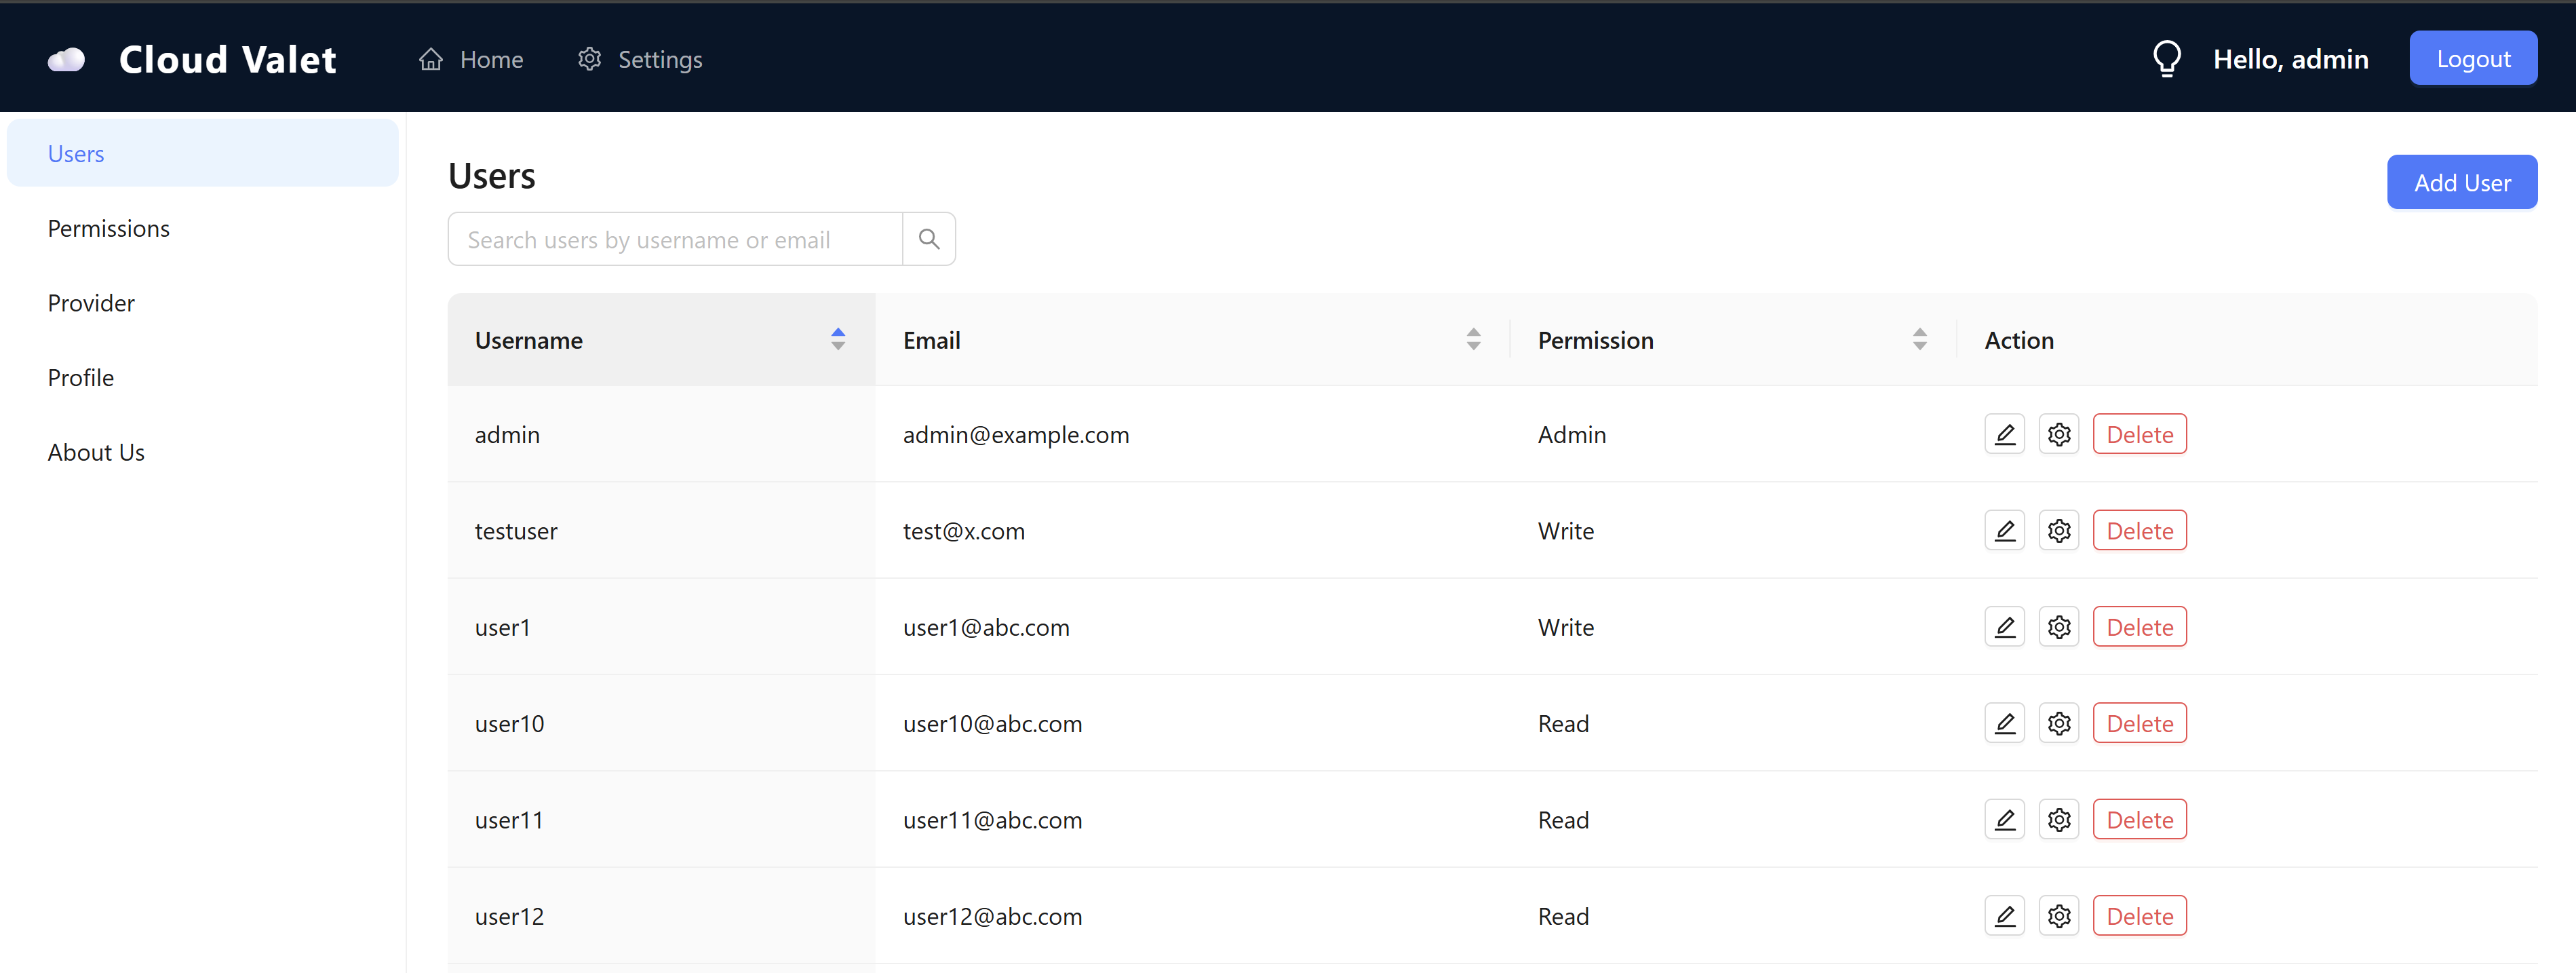 Cloud Valet Home Settings Hello, admin Logout
Users
Permissions
Provider
Profile
About Us
Users
Add User
Search users by username or email
Username Email Permission Action
admin admin@example.com Admin Delete
testuser test@x.com Write Delete
user1 user1@abc.com Write Delete
user10 user10@abc.com Read Delete
user11 user11@abc.com Read Delete
user12 user12@abc.com Read Delete